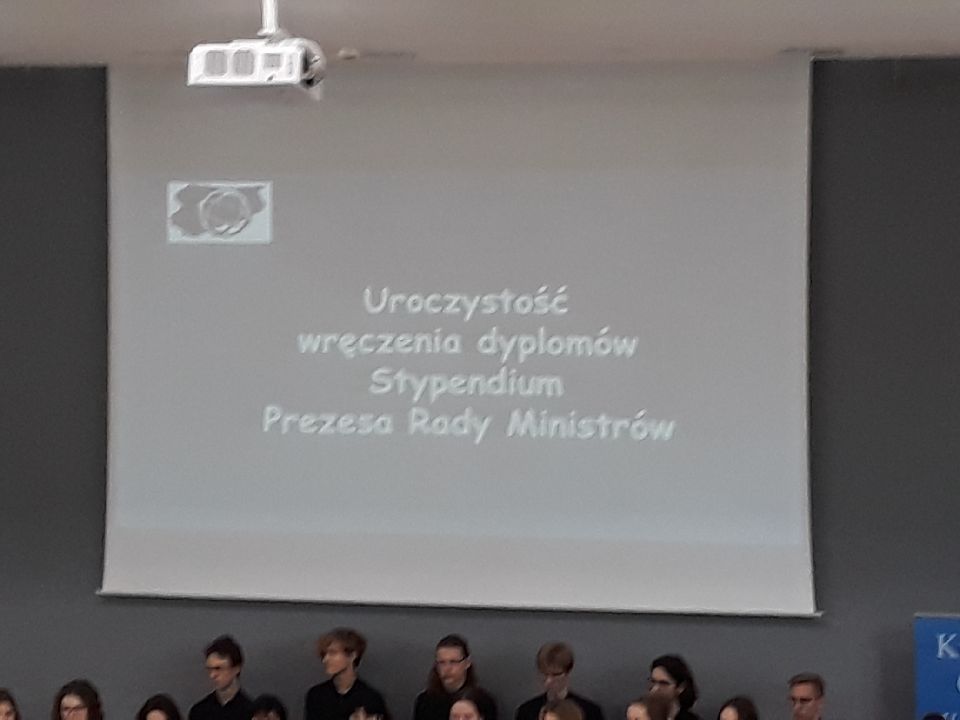 Uroczystość
wręczenia dyplomów
Stypendium
Prezesa Rady Ministrów
K